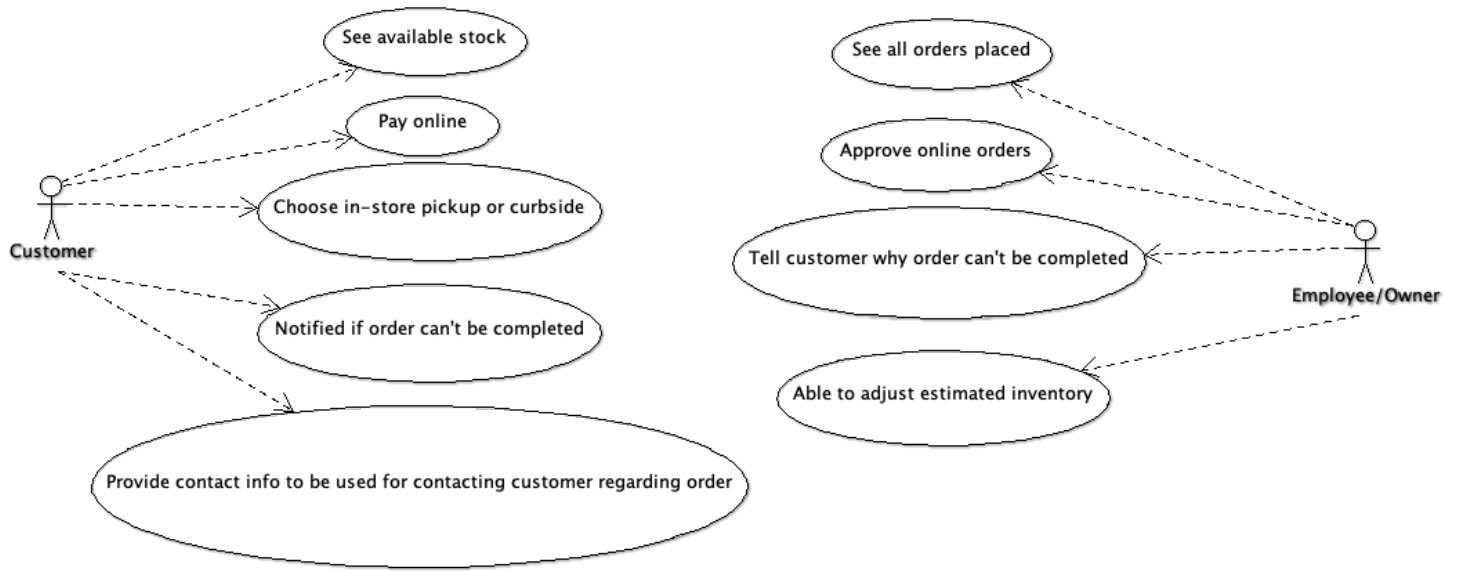 See available stock
Pay online
Choose in-store pickup or curbside
Customer
Notified if order can't be completed
Provide contact info to be used for contacting customer regarding order
See all orders placed
Approve online orders
Tell customer why order can't be completed
Employee/Owner
Able to adjust estimated inventory